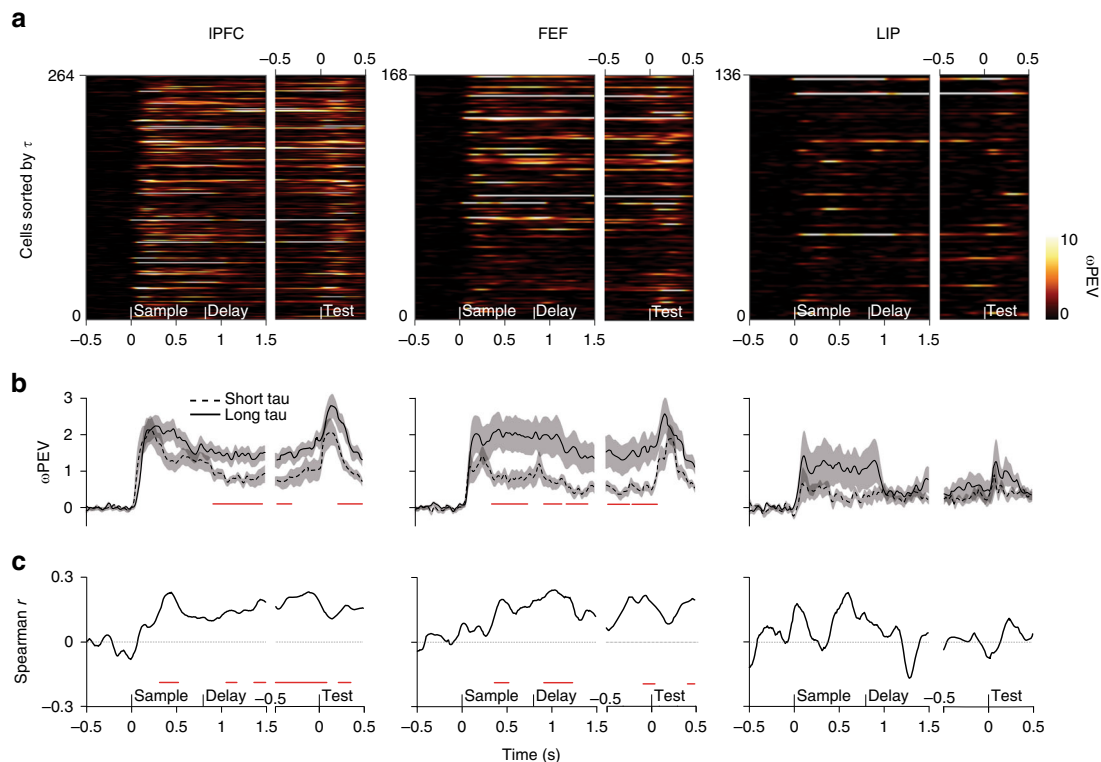 a
lPFC
FEF
LIP
−0.5 0 0.5
−0.5 0 0.5
−0.5 0 0.5
264
168
136
Cells sorted by τ
Sample Delay Test
Sample Delay Test
Sample Delay Test
0
0
0
−0.5 0 0.5 1 1.5
−0.5 0 0.5 1 1.5
−0.5 0 0.5 1 1.5
10
0
ωPEV
b
Short tau
Long tau
3
2
1
0
ωPEV
c
0.3
0
−0.3
Spearman r
Sample Delay −0.5 Test
Sample Delay −0.5 Test
Sample Delay −0.5 Test
−0.5 0 0.5 1 1.5 0 0.5
−0.5 0 0.5 1 1.5 0 0.5
−0.5 0 0.5 1 1.5 0 0.5
Time (s)